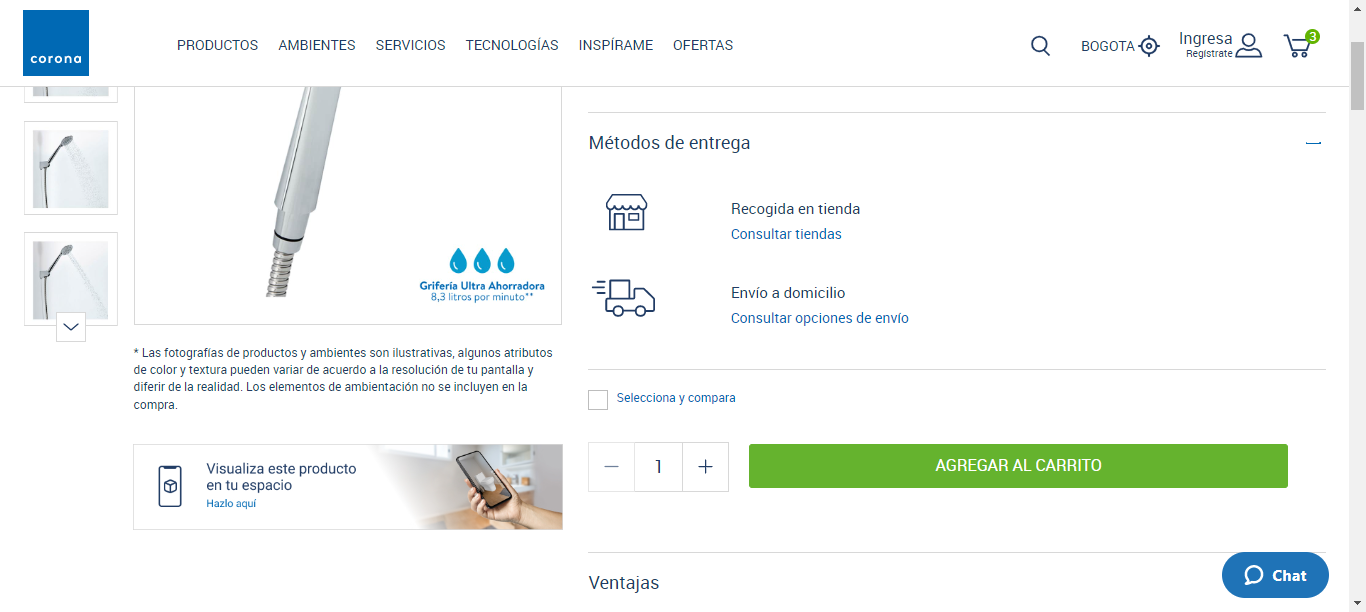 corona
PRODUCTOS
AMBIENTES
SERVICIOS
TECNOLOGÍAS
INSPÍRAME
OFERTAS
BOGOTA
Ingresa
Regístrate
3
Grifería Ultra Ahorradora
8,3 litros por minuto**
* Las fotografías de productos y ambientes son ilustrativas, algunos atributos
de color y textura pueden variar de acuerdo a la resolución de tu pantalla y
diferir de la realidad. Los elementos de ambientación no se incluyen en la
compra.
Visualiza este producto
en tu espacio
Hazlo aquí
Métodos de entrega
Recogida en tienda
Consultar tiendas
Envío a domicilio
Consultar opciones de envío
Selecciona y compara
— 1 +
AGREGAR AL CARRITO
Ventajas
Chat